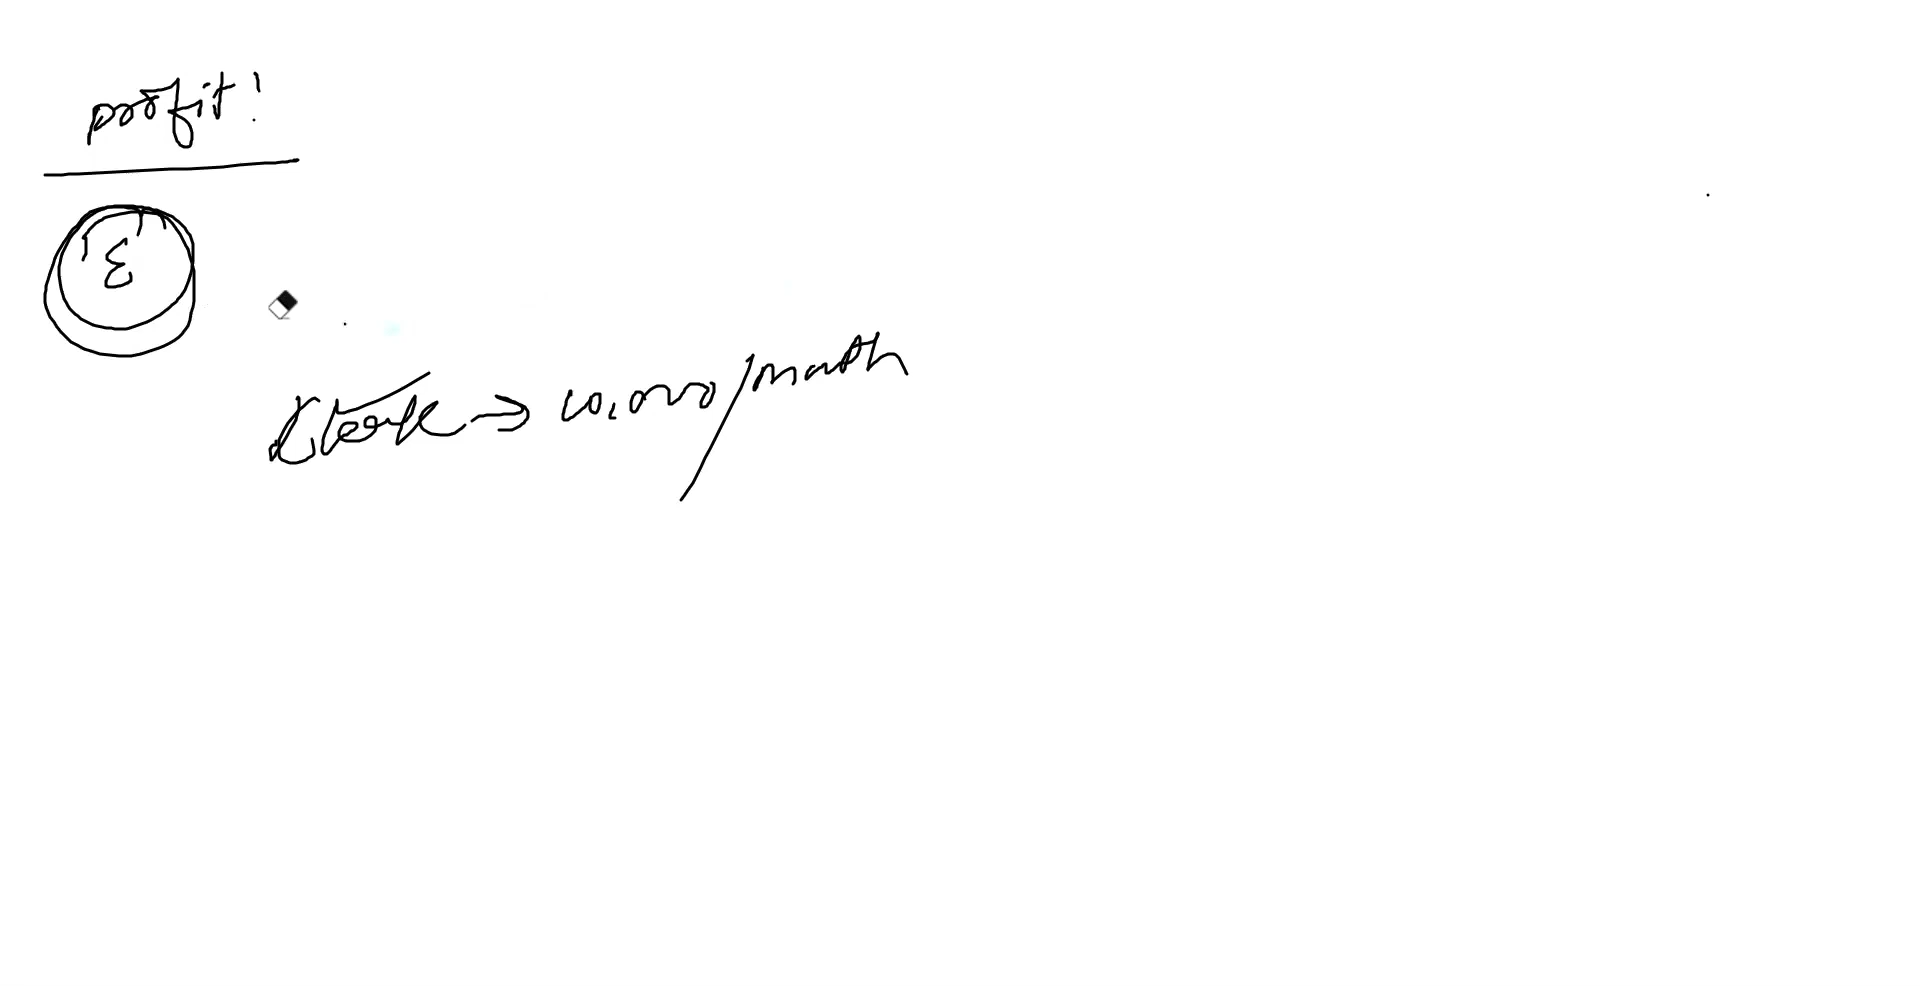 profit!
ε
→ 10,000/month